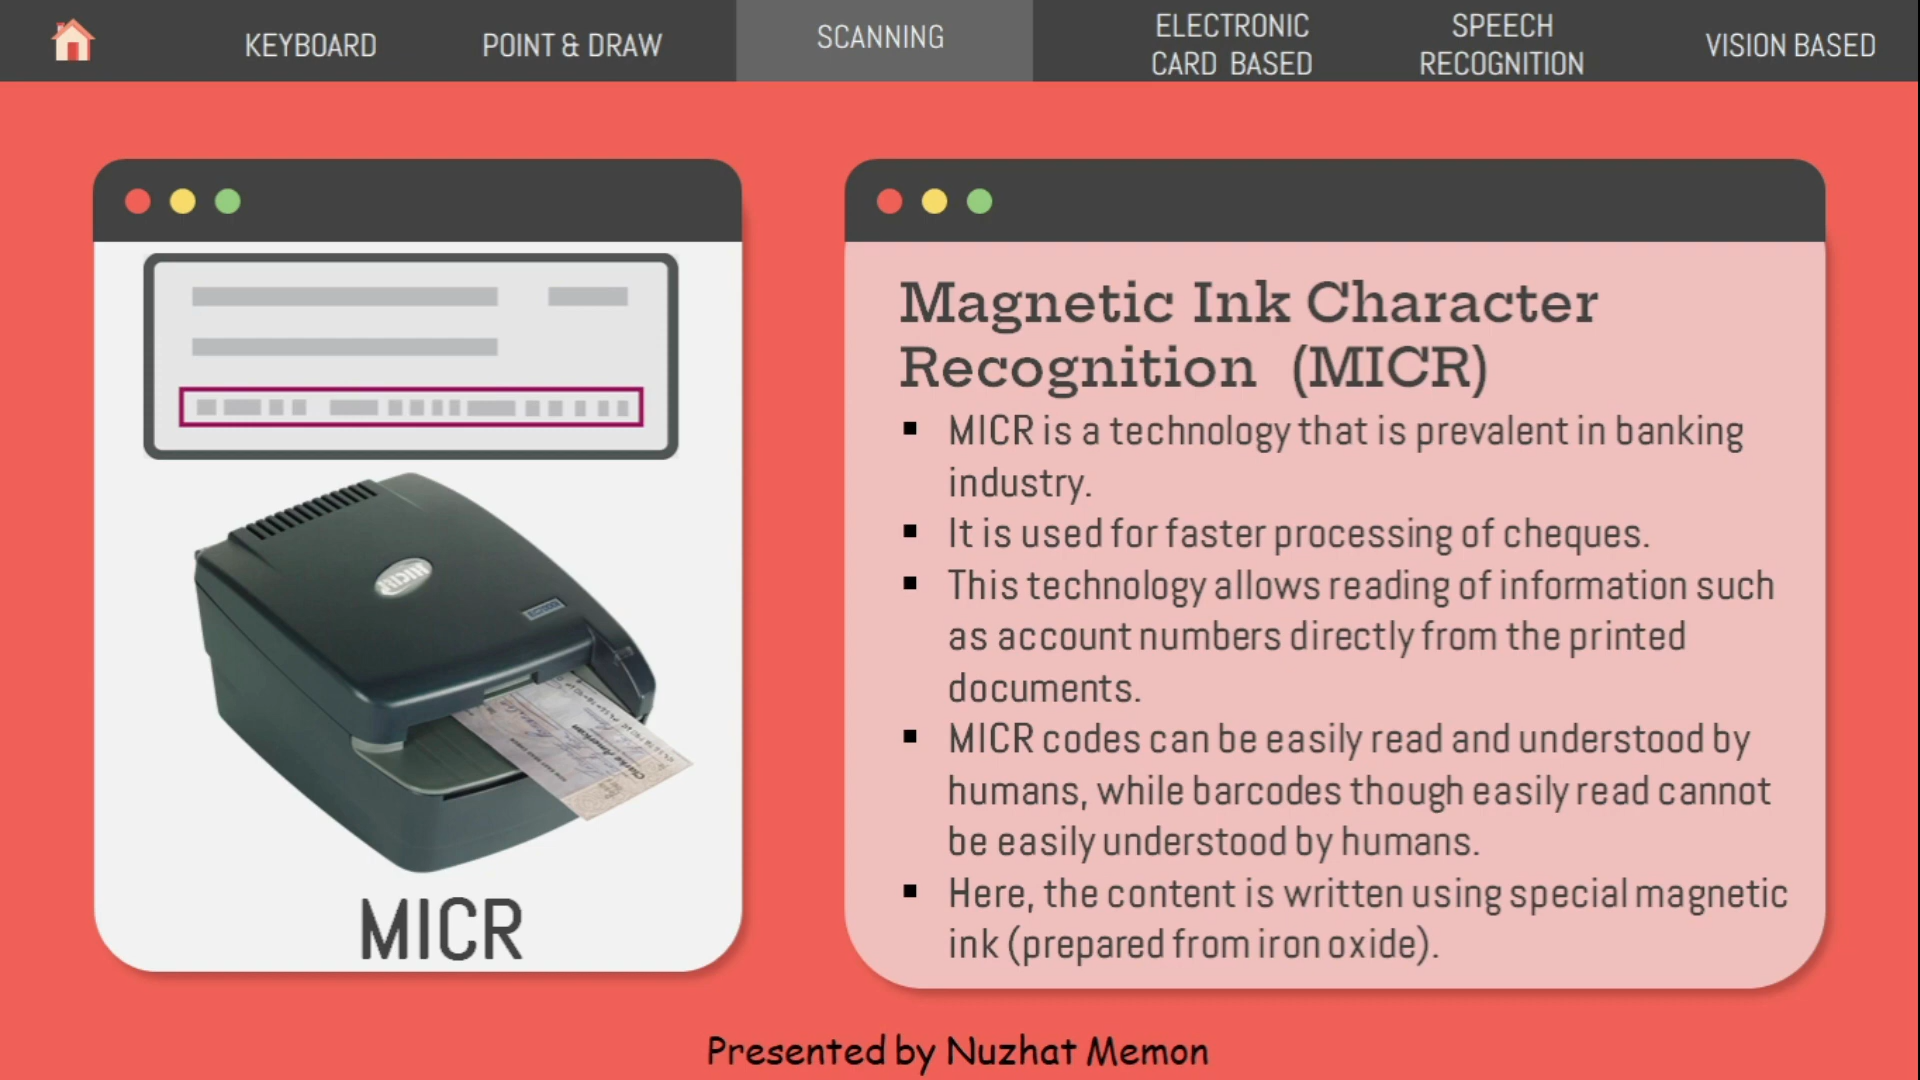 KEYBOARD
POINT & DRAW
SCANNING
ELECTRONIC
CARD BASED
SPEECH
RECOGNITION
VISION BASED
MICR
Magnetic Ink Character
Recognition (MICR)
▪ MICR is a technology that is prevalent in banking
industry.
▪ It is used for faster processing of cheques.
▪ This technology allows reading of information such
as account numbers directly from the printed
documents.
▪ MICR codes can be easily read and understood by
humans, while barcodes though easily read cannot
be easily understood by humans.
▪ Here, the content is written using special magnetic
ink (prepared from iron oxide).
Presented by Nuzhat Memon